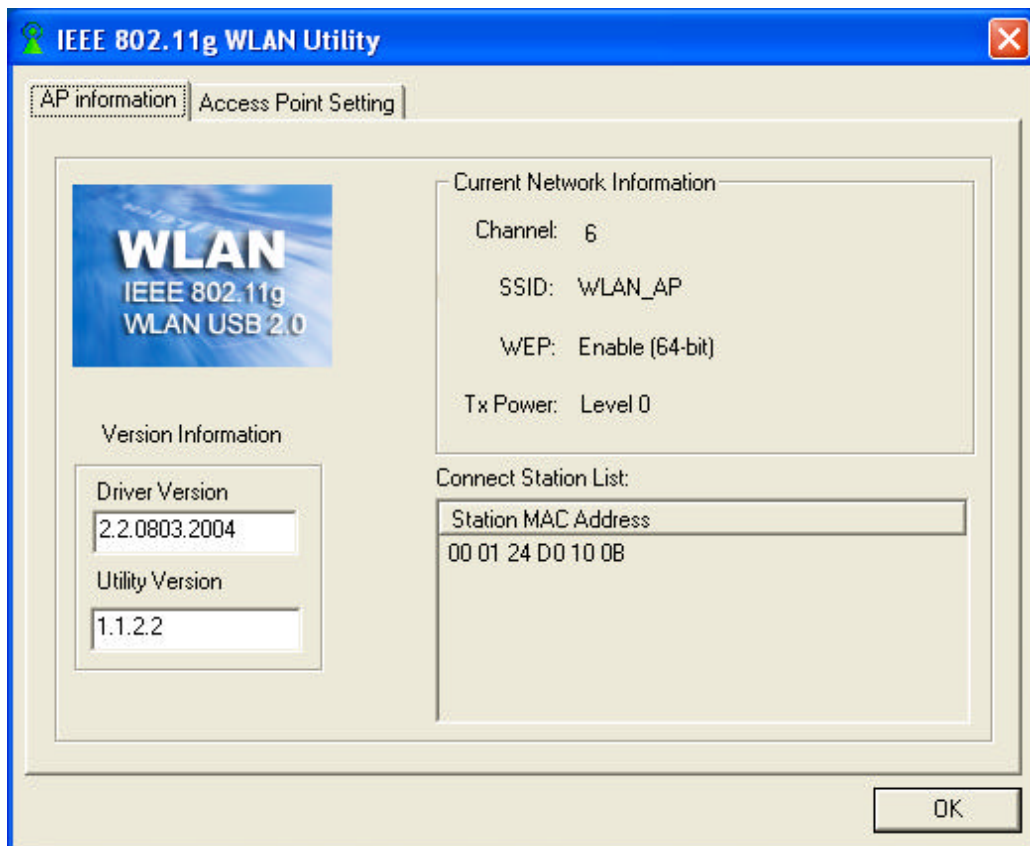 IEEE 802.11g WLAN Utility
AP information
Access Point Setting
WLAN
IEEE 802.11g
WLAN USB 2.0
Version Information
Driver Version
2.2.0803.2004
Utility Version
1.1.2.2
Current Network Information
Channel: 6
SSID: WLAN_AP
WEP: Enable (64-bit)
Tx Power: Level 0
Connect Station List:
Station MAC Address
00 01 24 D0 10 0B
OK